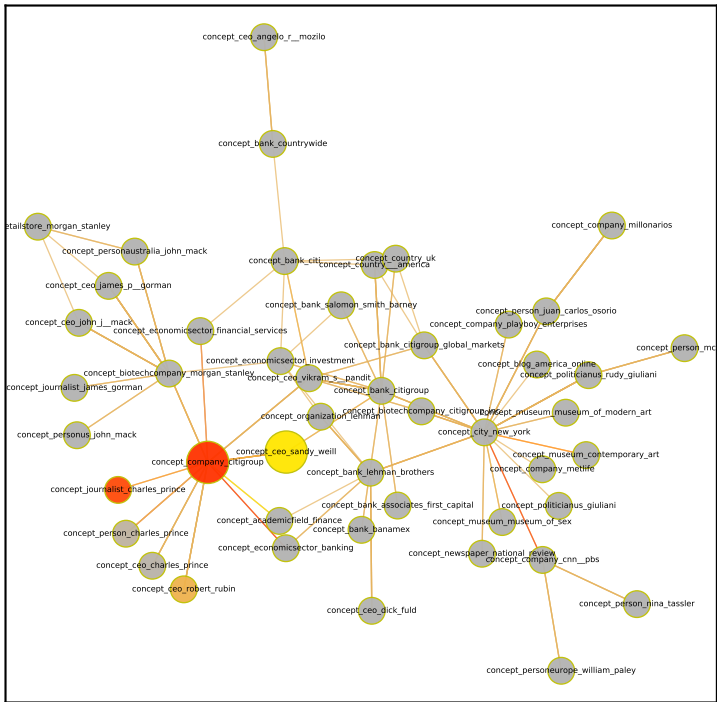 concept_ceo_angelo_r__mozilo
concept_bank_countrywide
concept_company_millonarios
etailstore_morgan_stanley
concept_personaustralia_john_mack
concept_bank_citi
concept_country_uk
concept_country__america
concept_ceo_james_p__gorman
concept_bank_salomon_smith_barney
concept_person_juan_carlos_osorio
concept_ceo_john_j__mack
concept_economicsector_financial_services
concept_company_playboy_enterprises
concept_bank_citigroup_global_markets
concept_person_mc
concept_economicsector_investment
concept_blog_america_online
concept_biotechcompany_morgan_stanley
concept_ceo_vikram_s__pandit
concept_politicianus_rudy_giuliani
concept_journalist_james_gorman
concept_bank_citigroup
concept_organization_lehman
concept_biotechcompany_citigroup_inc
concept_museum_museum_of_modern_art
concept_personus_john_mack
concept_city_new_york
concept_ceo_sandy_weill
concept_museum_contemporary_art
concept_company_citigroup
concept_bank_lehman_brothers
concept_company_metlife
concept_journalist_charles_prince
concept_bank_associates_first_capital
concept_politicianus_giuliani
concept_academicfield_finance
concept_museum_museum_of_sex
concept_person_charles_prince
concept_bank_banamex
concept_economicsector_banking
concept_newspaper_national_review
concept_company_cnn__pbs
concept_ceo_charles_prince
concept_ceo_robert_rubin
concept_person_nina_tassler
concept_ceo_dick_fuld
concept_personeurope_william_paley